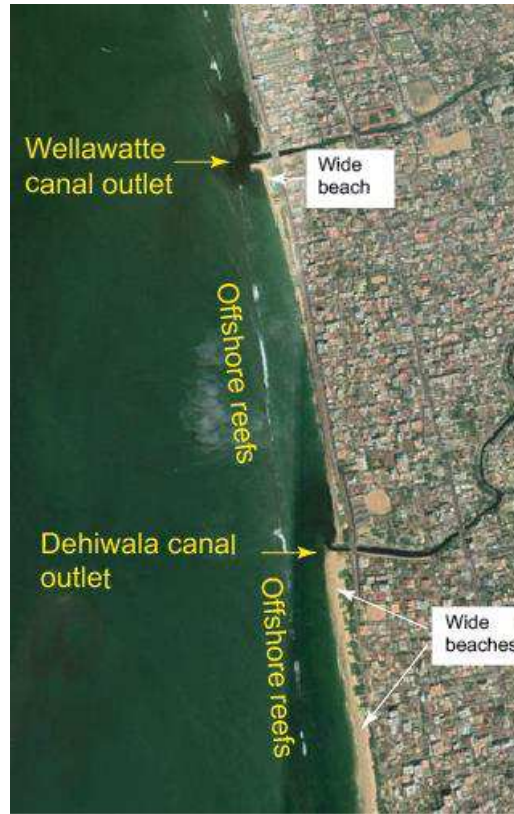 Wellawatte
canal outlet
Wide
beach
Offshore reefs
Dehiwala canal
outlet
Offshore reefs
Wide
beaches